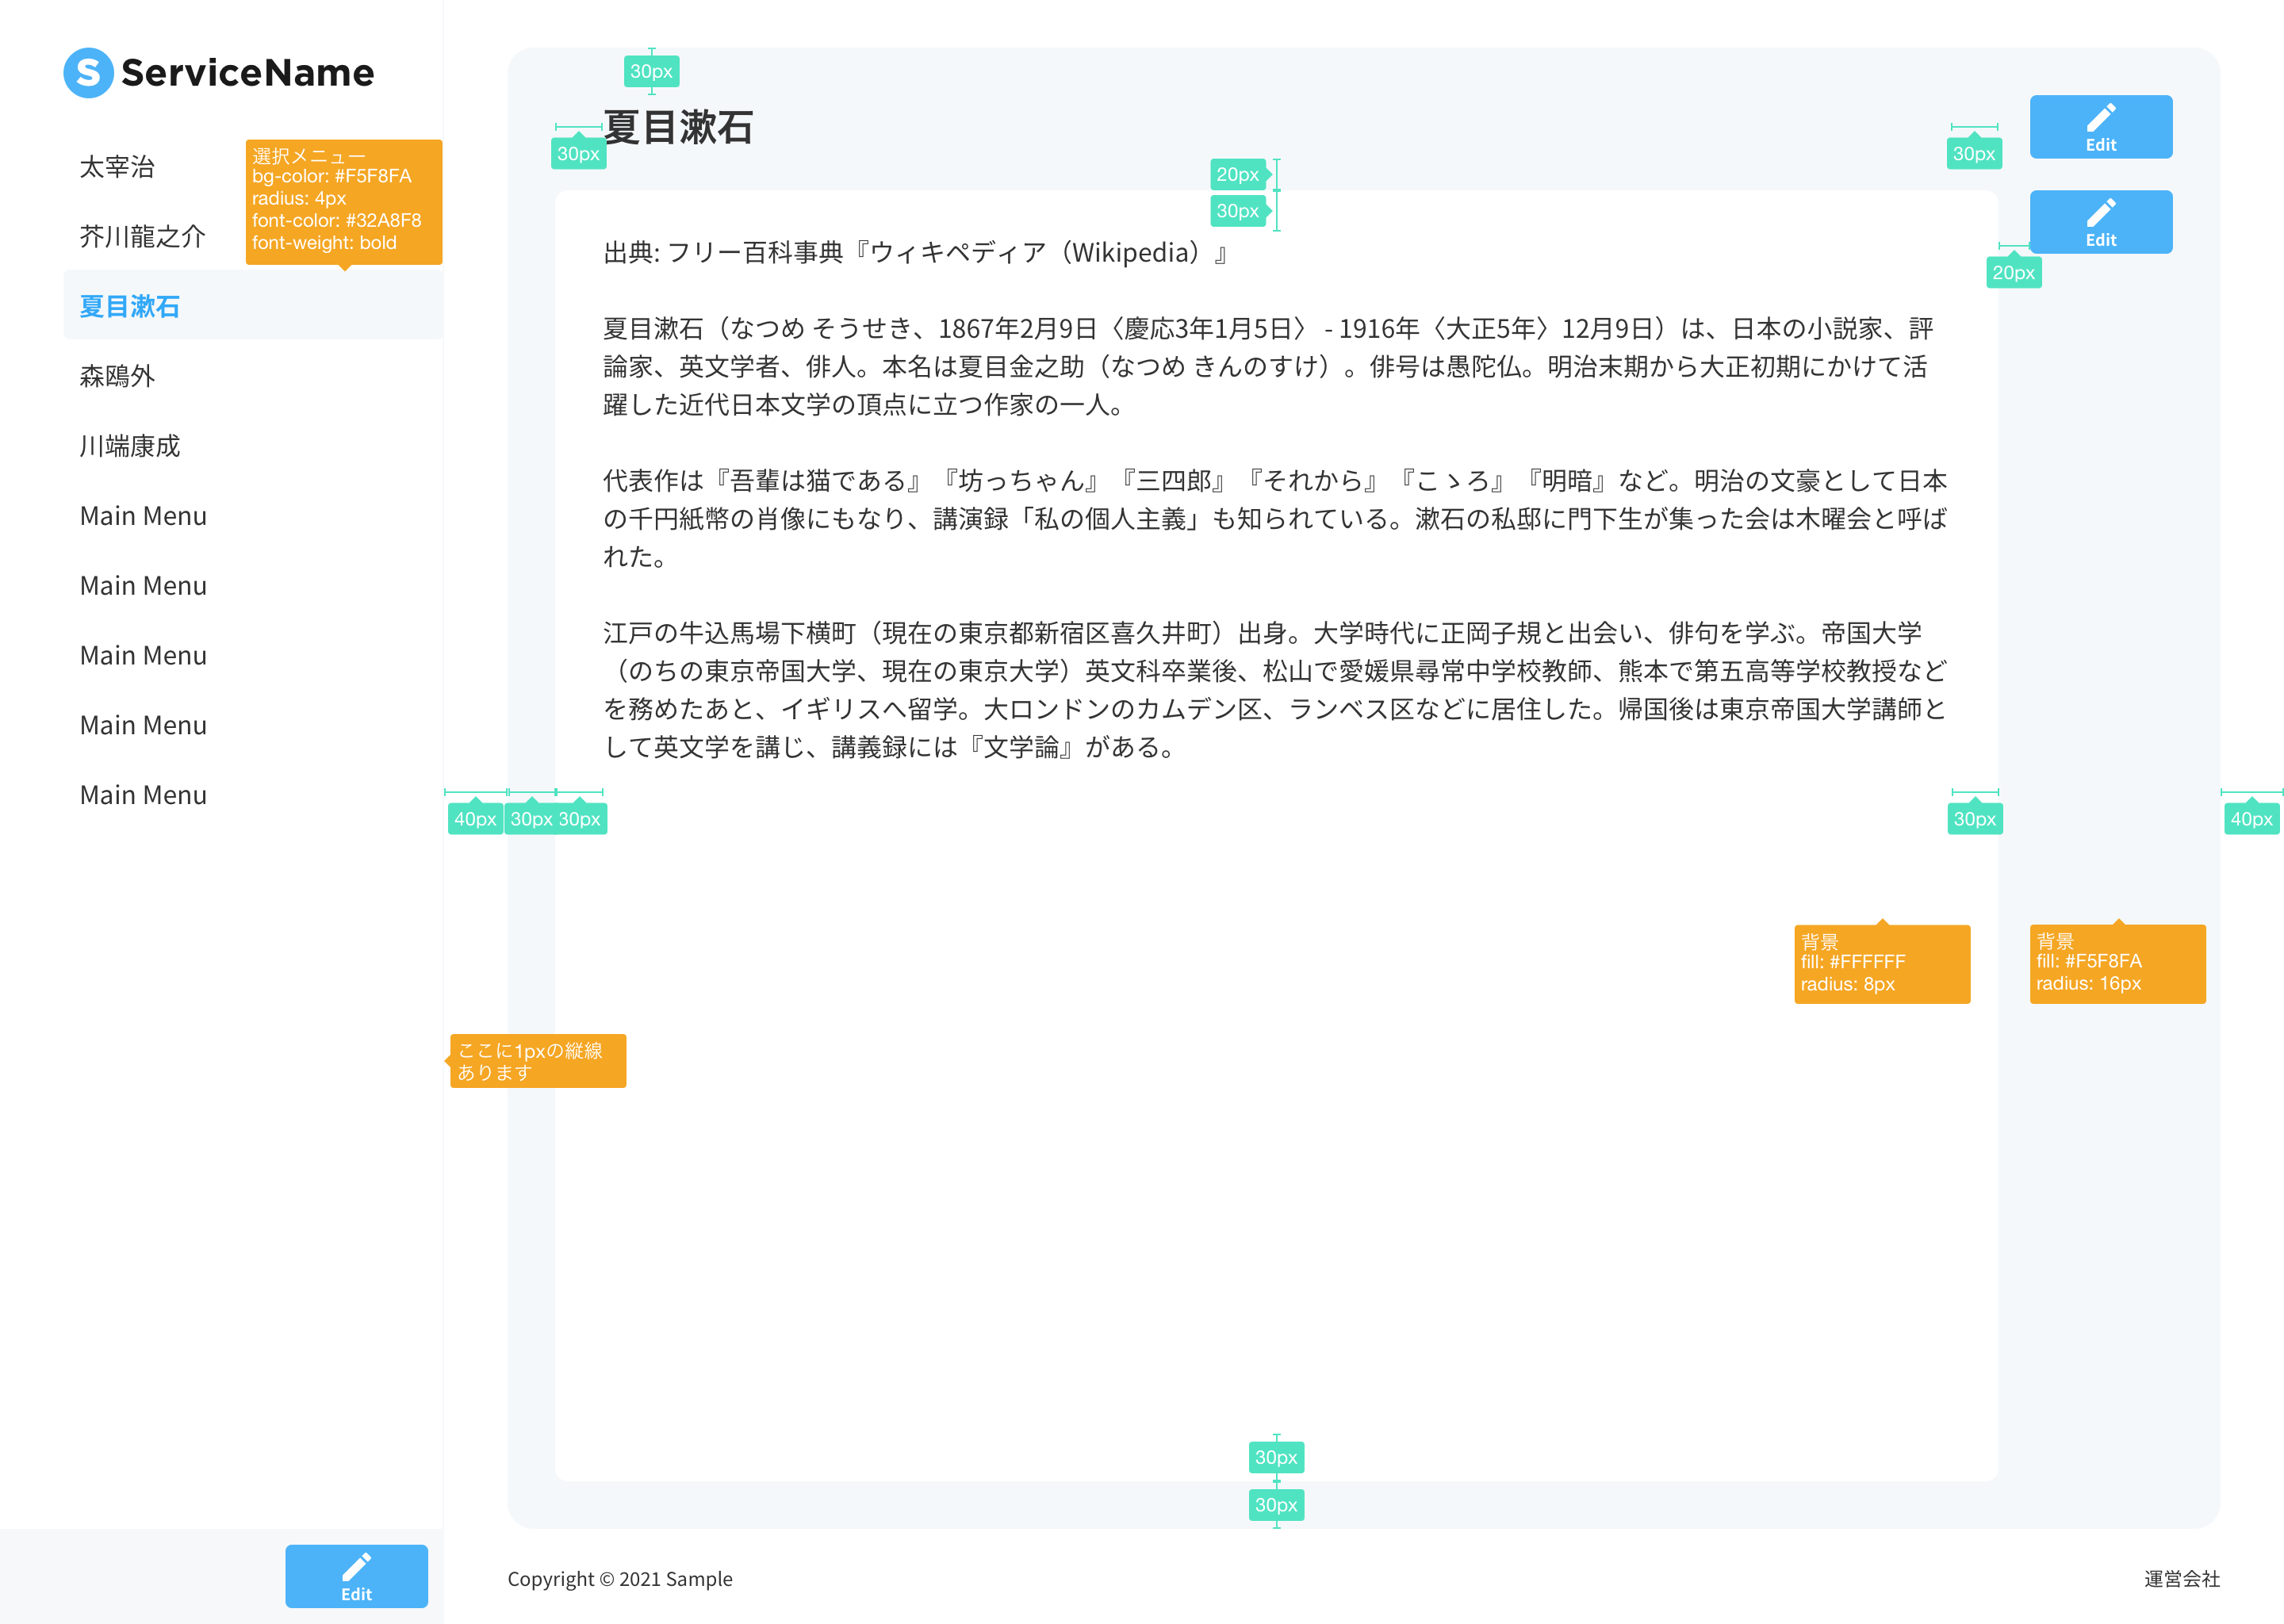 S ServiceName
太宰治
選択メニュー
bg-color: #F5F8FA
radius: 4px
font-color: #32A8F8
font-weight: bold
芥川龍之介
夏目漱石
森鴎外
川端康成
Main Menu
Main Menu
Main Menu
Main Menu
Main Menu
Edit
30px
夏目漱石
30px
30px
Edit
20px
30px
Edit
20px
出典: フリー百科事典『ウィキペディア（Wikipedia）』
夏目漱石（なつめ そうせき、1867年2月9日〈慶応3年1月5日〉 - 1916年〈大正5年〉12月9日）は、日本の小説家、評
論家、英文学者、俳人。本名は夏目金之助（なつめ きんのすけ）。俳号は愚陀仏。明治末期から大正初期にかけて活
躍した近代日本文学の頂点に立つ作家の一人。
代表作は『吾輩は猫である』『坊っちゃん』『三四郎』『それから』『こゝろ』『明暗』など。明治の文豪として日本
の千円紙幣の肖像にもなり、講演録「私の個人主義」も知られている。漱石の私邸に門下生が集った会は木曜会と呼ば
れた。
江戸の牛込馬場下横町（現在の東京都新宿区喜久井町）出身。大学時代に正岡子規と出会い、俳句を学ぶ。帝国大学
（のちの東京帝国大学、現在の東京大学）英文科卒業後、松山で愛媛県尋常中学校教師、熊本で第五高等学校教授など
を務めたあと、イギリスへ留学。大ロンドンのカムデン区、ランベス区などに居住した。帰国後は東京帝国大学講師と
して英文学を講じ、講義録には『文学論』がある。
40px 30px 30px 30px 40px
背景
fill: #FFFFFF
radius: 8px
背景
fill: #F5F8FA
radius: 16px
ここに1pxの縦線
あります
30px
30px
Copyright © 2021 Sample
運営会社